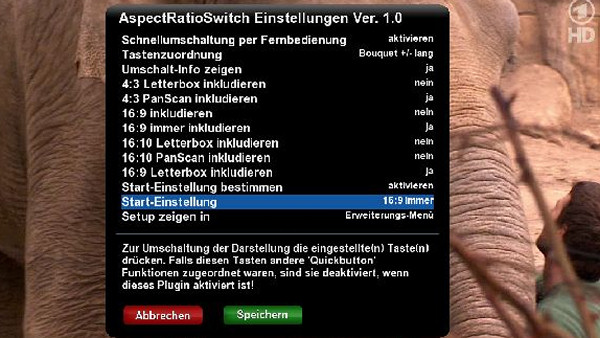 AspectRatioSwitch Einstellungen Ver. 1.0
1
HD
Schnellumschaltung per Fernbedienung aktivieren
Tastenzuordnung Bouquet +/- lang
Umschalt-Info zeigen ja
4:3 Letterbox inkludieren nein
4:3 PanScan inkludieren ja
16:9 inkludieren nein
16:9 immer inkludieren ja
16:10 Letterbox inkludieren nein
16:10 PanScan inkludieren nein
16:9 Letterbox inkludieren ja
Start-Einstellung bestimmen aktivieren
Start-Einstellung 16:9 immer
Setup zeigen in Erweiterungs-Menü
Zur Umschaltung der Darstellung die eingestellte(n) Taste(n)
drücken. Falls diesen Tasten andere 'Quickbutton'
Funktionen zugeordnet waren, sind sie deaktiviert, wenn
dieses Plugin aktiviert ist!
Abbrechen Speichern